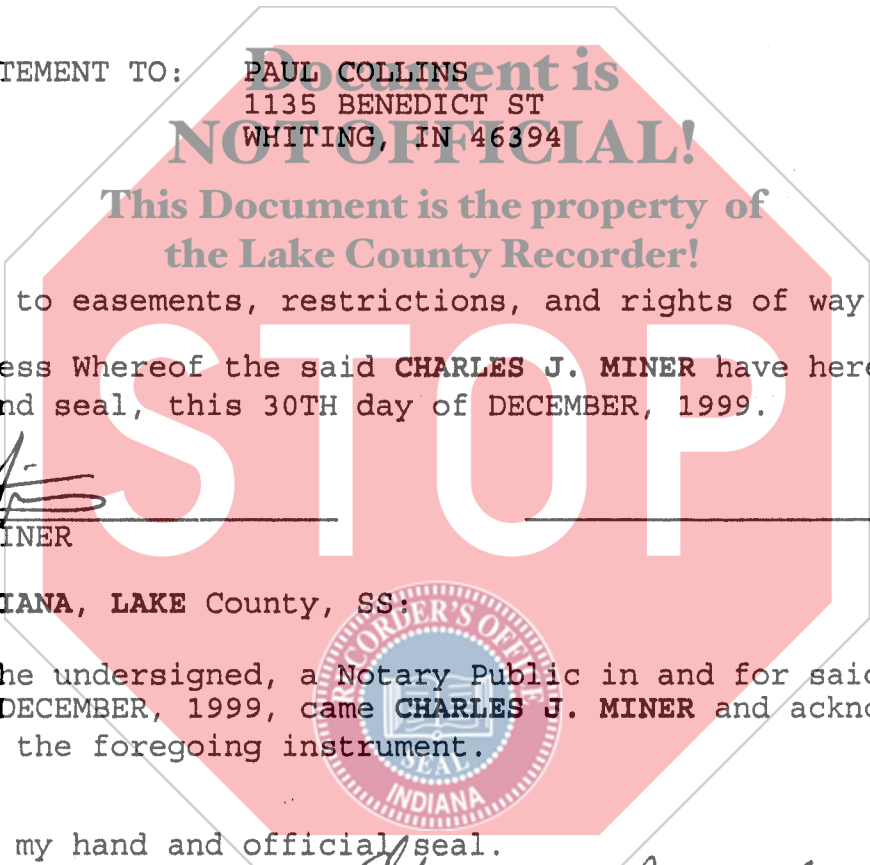 Document is
NOT OFFICIAL!
This Document is the property of
the Lake County Recorder!
TEMENT TO: PAUL COLLINS
1135 BENEDICT ST
WHITING, IN 46394
to easements, restrictions, and rights of way
ess Whereof the said CHARLES J. MINER have here
nd seal, this 30TH day of DECEMBER, 1999.
STOP
INER
IANA, LAKE County, SS:
he undersigned, a Notary Public in and for said
DECEMBER, 1999, came CHARLES J. MINER and ackno
the foregoing instrument.
my hand and official seal.
RECORDER'S OFFICE
SEAL
INDIANA